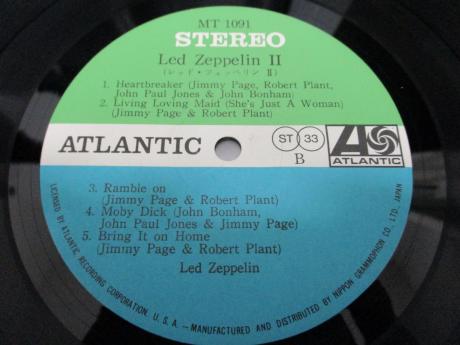 MT 1091
STEREO
Led Zeppelin II
(レッド・ツェッペリン II)
1. Heartbreaker (Jimmy Page, Robert Plant,
John Paul Jones & John Bonham)
2. Living Loving Maid (She's Just A Woman)
(Jimmy Page & Robert Plant)
ATLANTIC
ST 33
B
ATLANTIC
3. Ramble on
(Jimmy Page & Robert Plant)
4. Moby Dick (John Bonham,
John Paul Jones & Jimmy Page)
5. Bring It on Home
(Jimmy Page & Robert Plant)
Led Zeppelin
LICENSED BY ATLANTIC RECORDING CORPORATION, U.S.A.—MANUFACTURED AND DISTRIBUTED BY NIPPON GRAMMOPHON CO., LTD., JAPAN